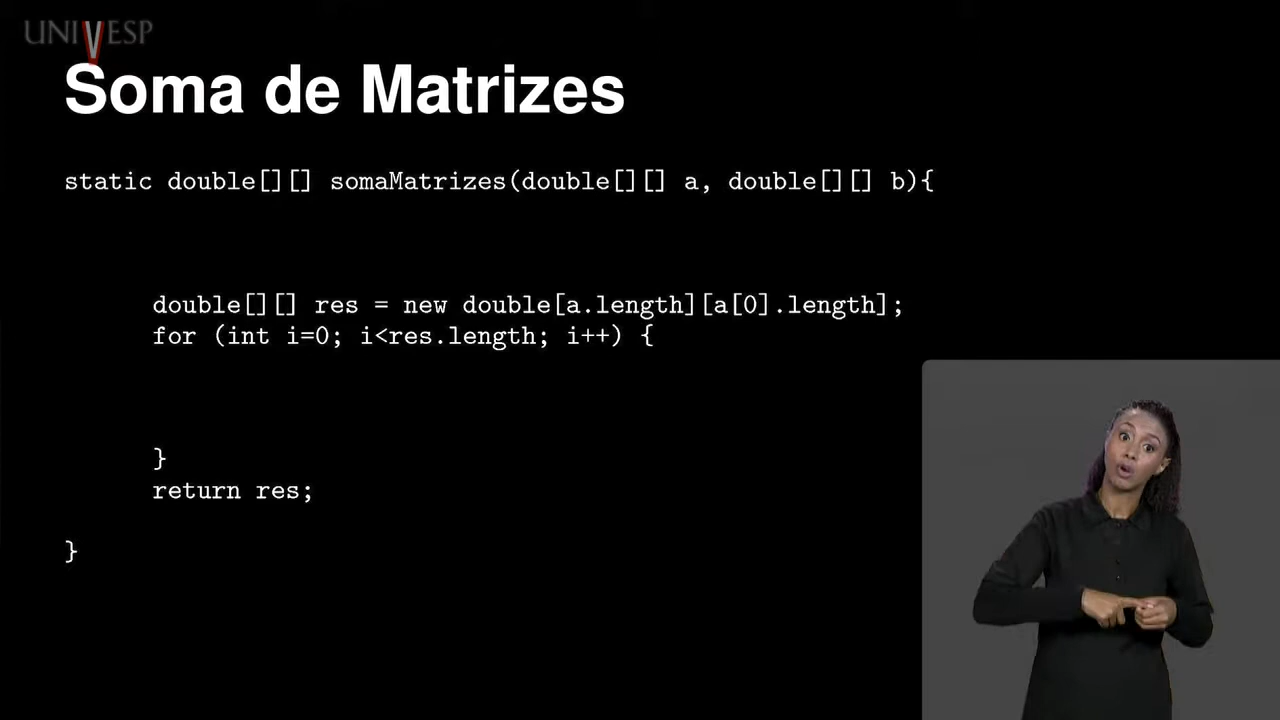 UNIVESP
Soma de Matrizes
static double[][] somaMatrizes(double[][] a, double[][] b){
double[][] res = new double[a.length][a[0].length];
for (int i=0; i<res.length; i++) {
}
return res;
}